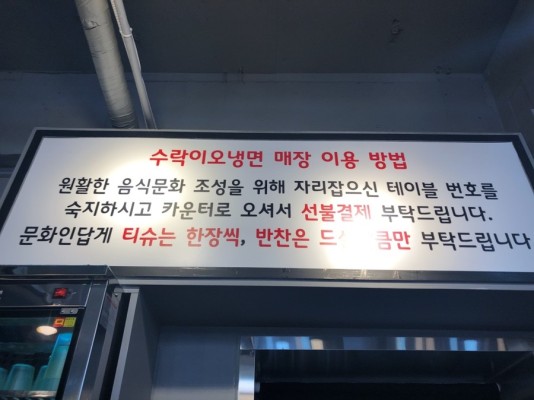 수락이오냉면 매장 이용 방법
원활한 음식문화 조성을 위해 자리잡으신 테이블 번호를
숙지하시고 카운터로 오셔서 선불결제 부탁드립니다.
문화인답게 티슈는 한장씩, 반찬은 부탁드립니다